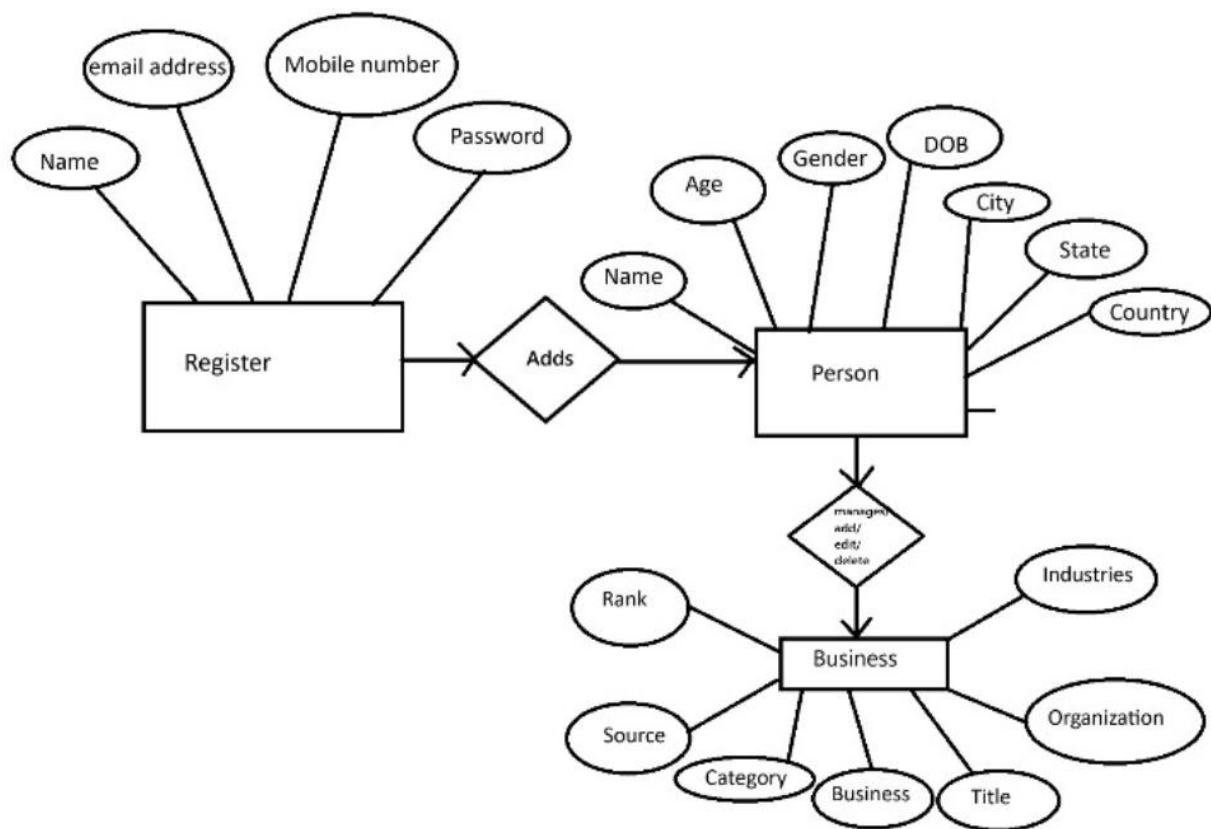 email address
Mobile number
Name
Password
Register
Adds
Name
Age
Gender
DOB
City
State
Country
Person
manages/
add/
edit/
delete
Rank
Industries
Business
Source
Organization
Category
Business
Title